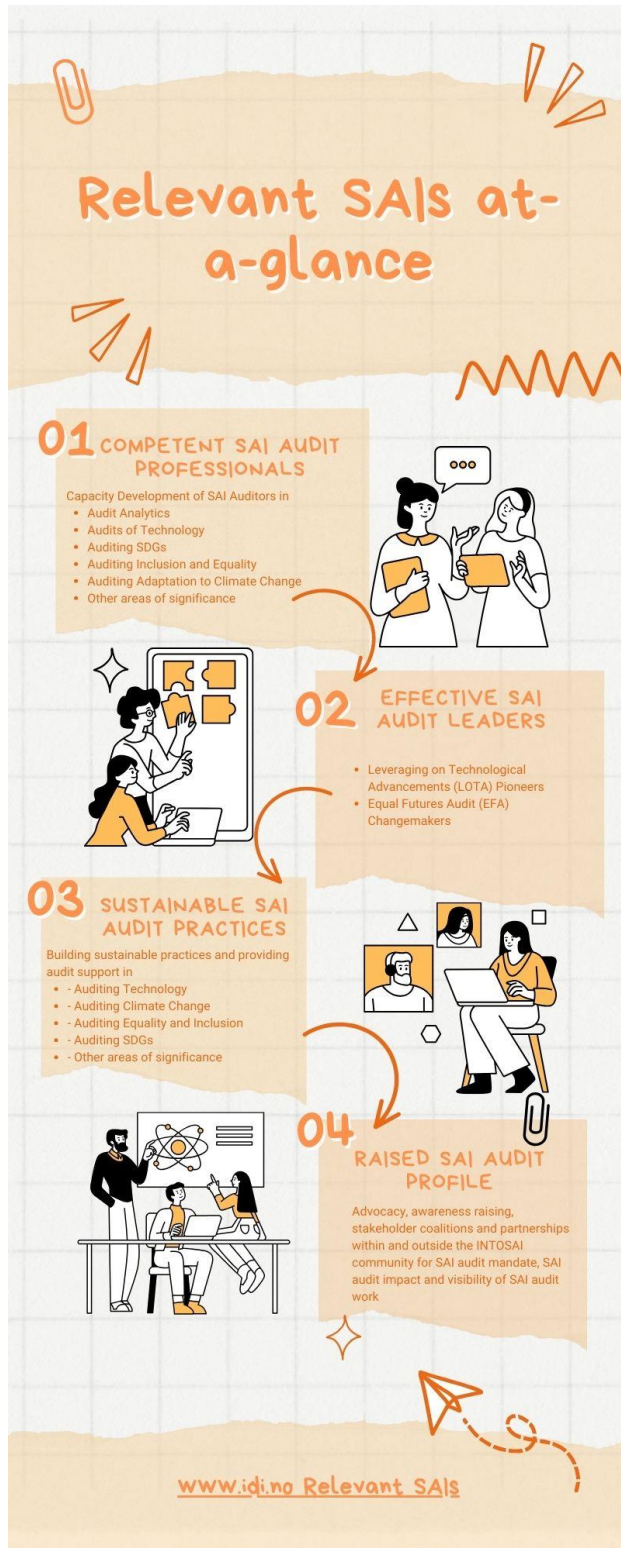 Relevant SAIs at-
a-glance
01 COMPETENT SAI AUDIT
PROFESSIONALS
Capacity Development of SAI Auditors in
• Audit Analytics
• Audits of Technology
• Auditing SDGs
• Auditing Inclusion and Equality
• Auditing Adaptation to Climate Change
• Other areas of significance
02 EFFECTIVE SAI
AUDIT LEADERS
• Leveraging on Technological
Advancements (LOTA) Pioneers
• Equal Futures Audit (EFA)
Changemakers
03 SUSTAINABLE SAI
AUDIT PRACTICES
Building sustainable practices and providing
audit support in
• - Auditing Technology
• - Auditing Climate Change
• - Auditing Equality and Inclusion
• - Auditing SDGs
• - Other areas of significance
04
RAISED SAI AUDIT
PROFILE
Advocacy, awareness raising,
stakeholder coalitions and partnerships
within and outside the INTOSAI
community for SAI audit mandate, SAI
audit impact and visibility of SAI audit
work
www.idi.no Relevant SAIs